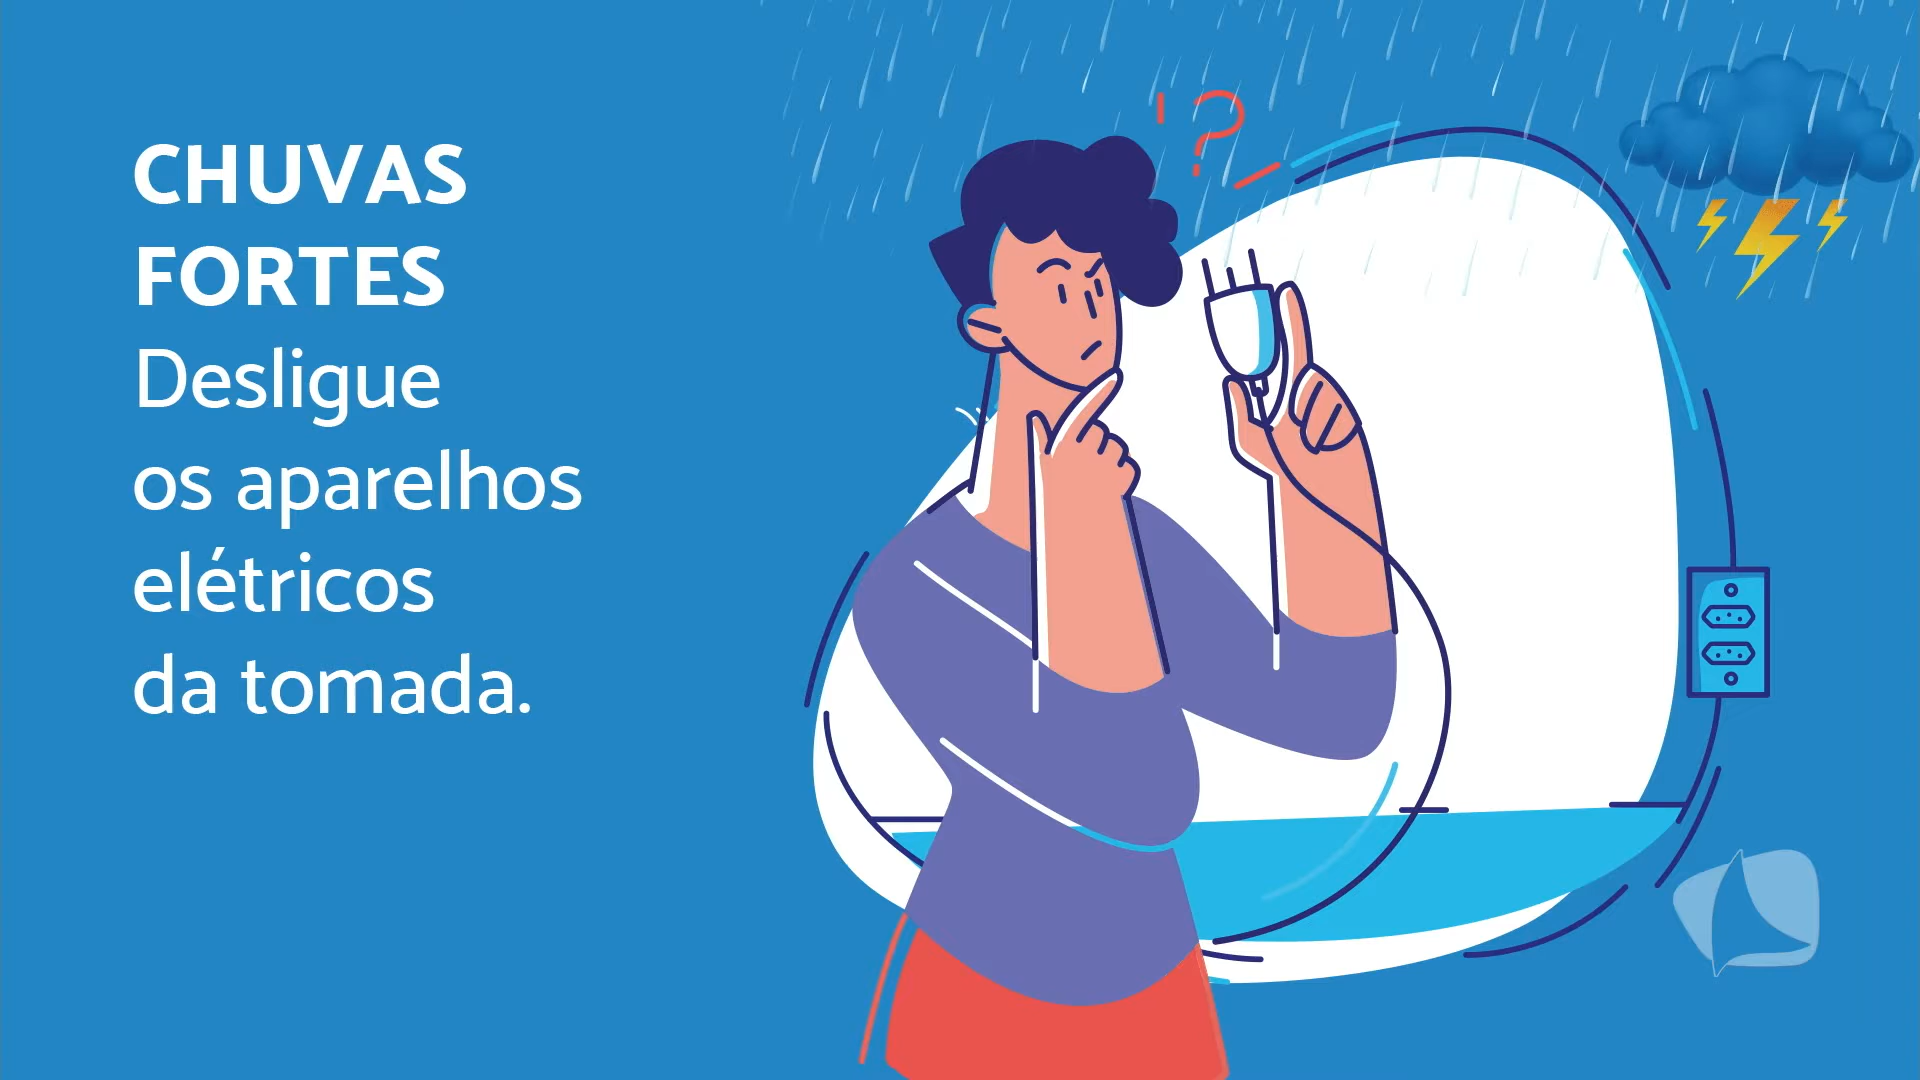 CHUVAS
FORTES
Desligue
os aparelhos
elétricos
da tomada.
!?